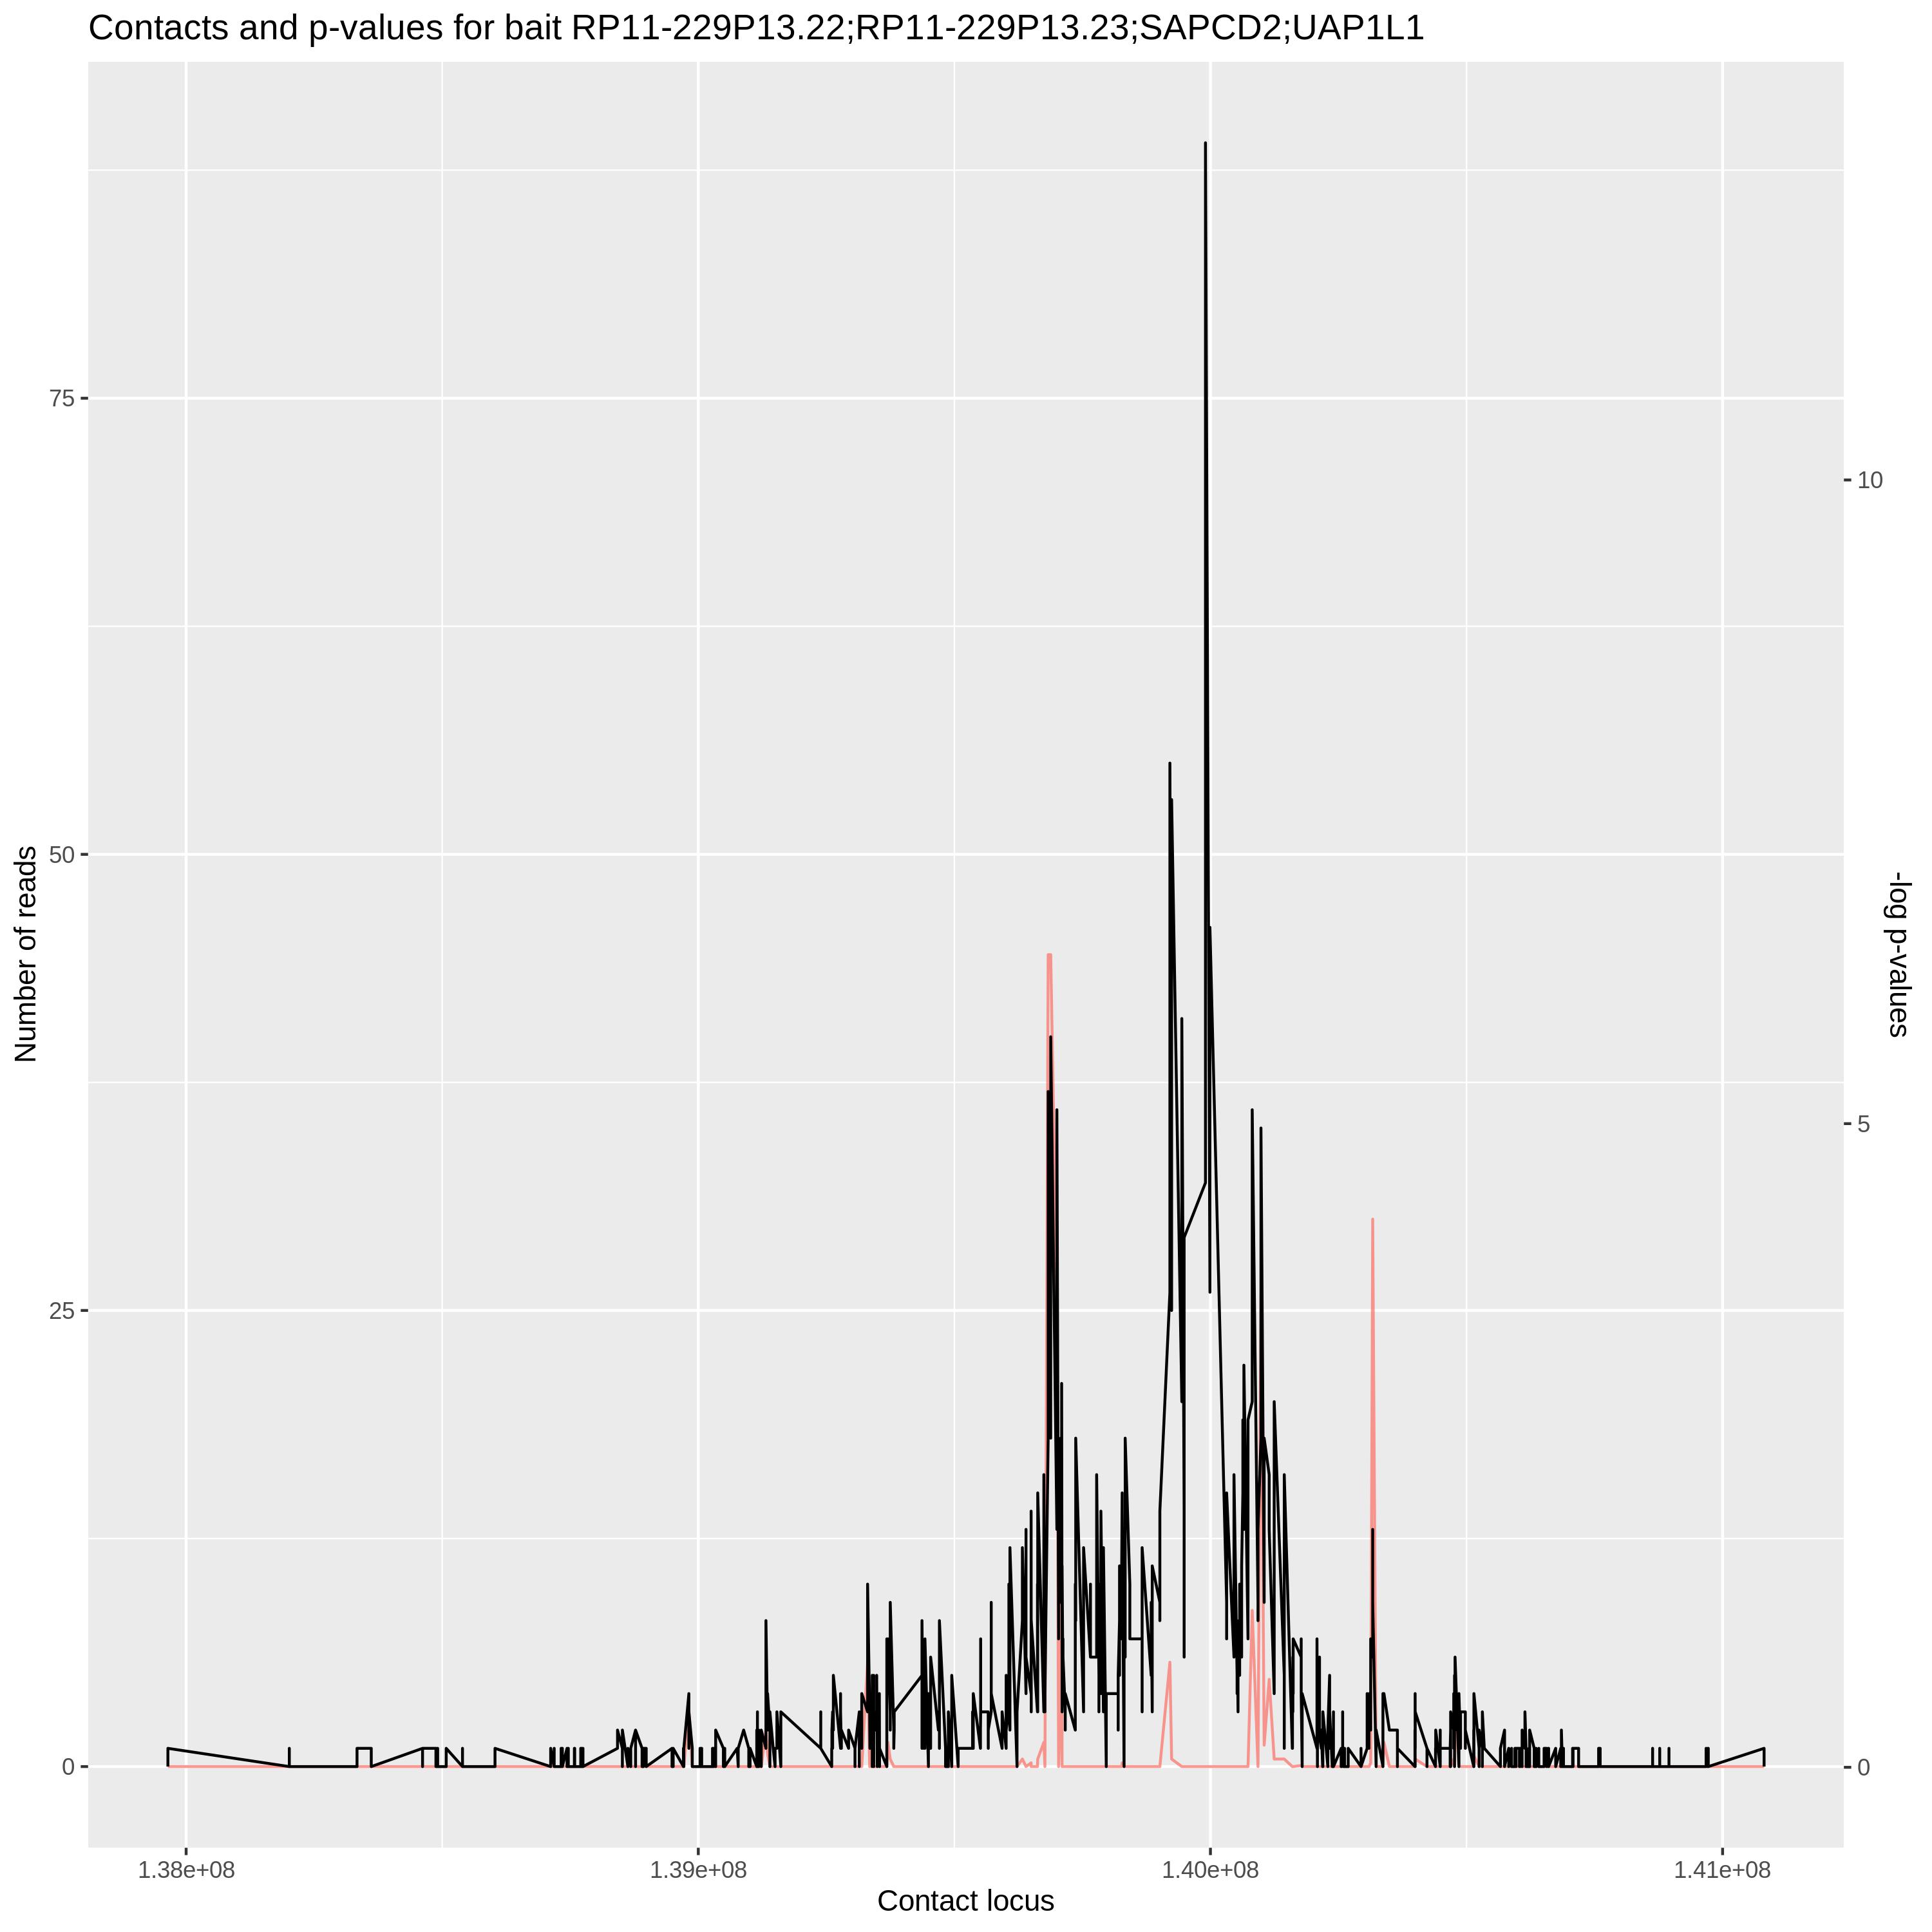 Contacts and p-values for bait RP11-229P13.22;RP11-229P13.23;SAPCD2;UAP1L1
75
10
50
Number of reads
-log p-values
5
25
0
0
1.38e+08
1.39e+08
1.40e+08
1.41e+08
Contact locus